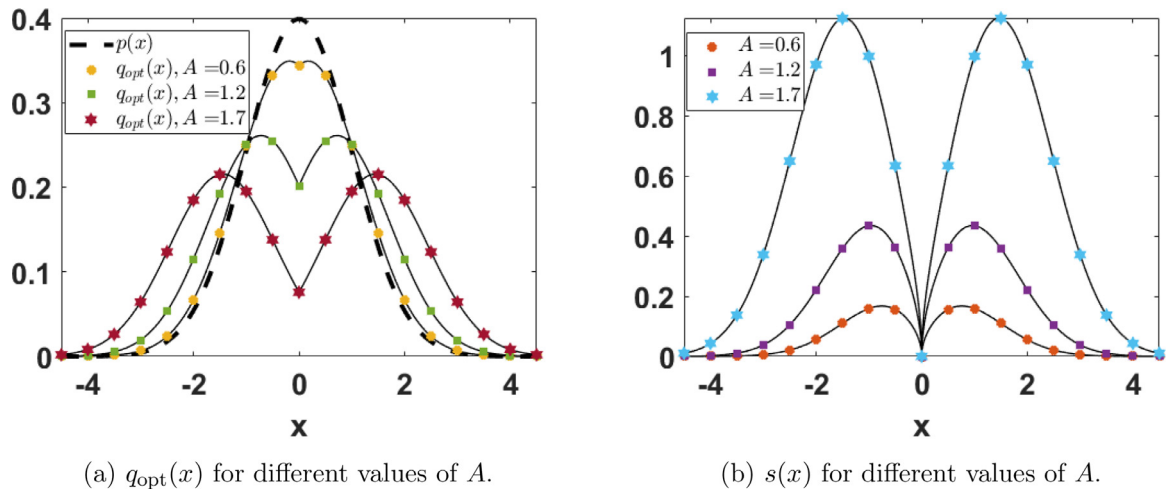 0.4
0.3
0.2
0.1
0
p(x)
q_opt(x), A =0.6
q_opt(x), A =1.2
q_opt(x), A =1.7
-4 -2 0 2 4
x
(a) q_opt(x) for different values of A.
1
0.8
0.6
0.4
0.2
0
A =0.6
A =1.2
A =1.7
-4 -2 0 2 4
x
(b) s(x) for different values of A.